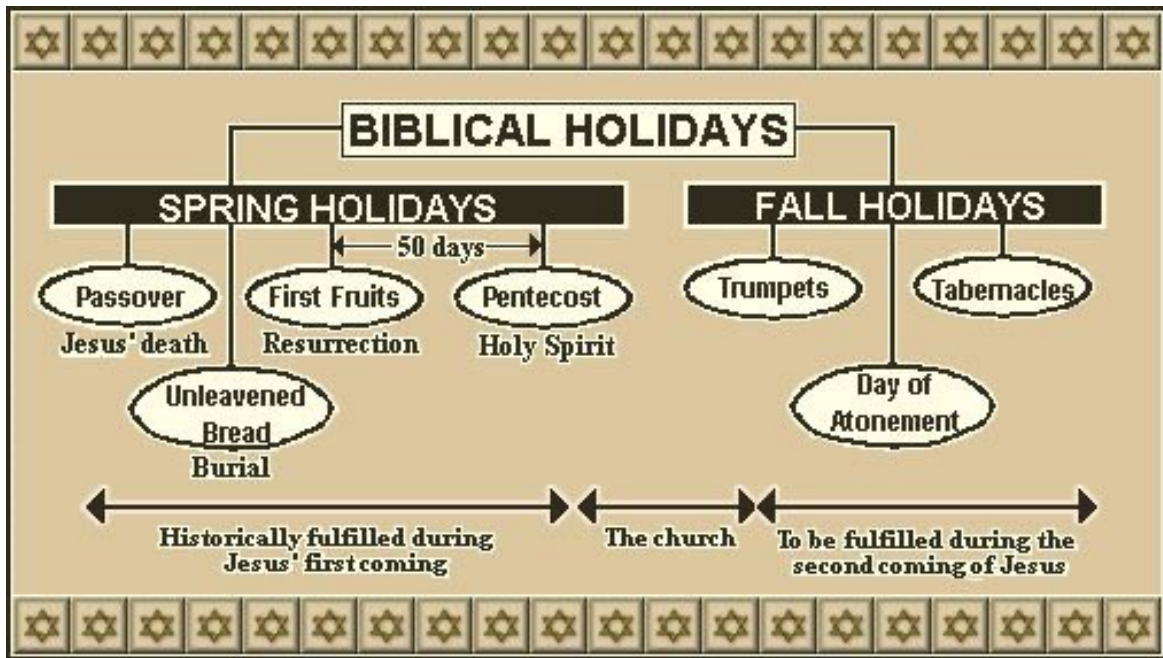 BIBLICAL HOLIDAYS
SPRING HOLIDAYS
50 days
Passover
Jesus' death
Unleavened
Bread
Burial
First Fruits
Resurrection
Pentecost
Holy Spirit
FALL HOLIDAYS
Trumpets
Day of
Atonement
Tabernacles
Historically fulfilled during
Jesus' first coming
The church
To be fulfilled during the
second coming of Jesus